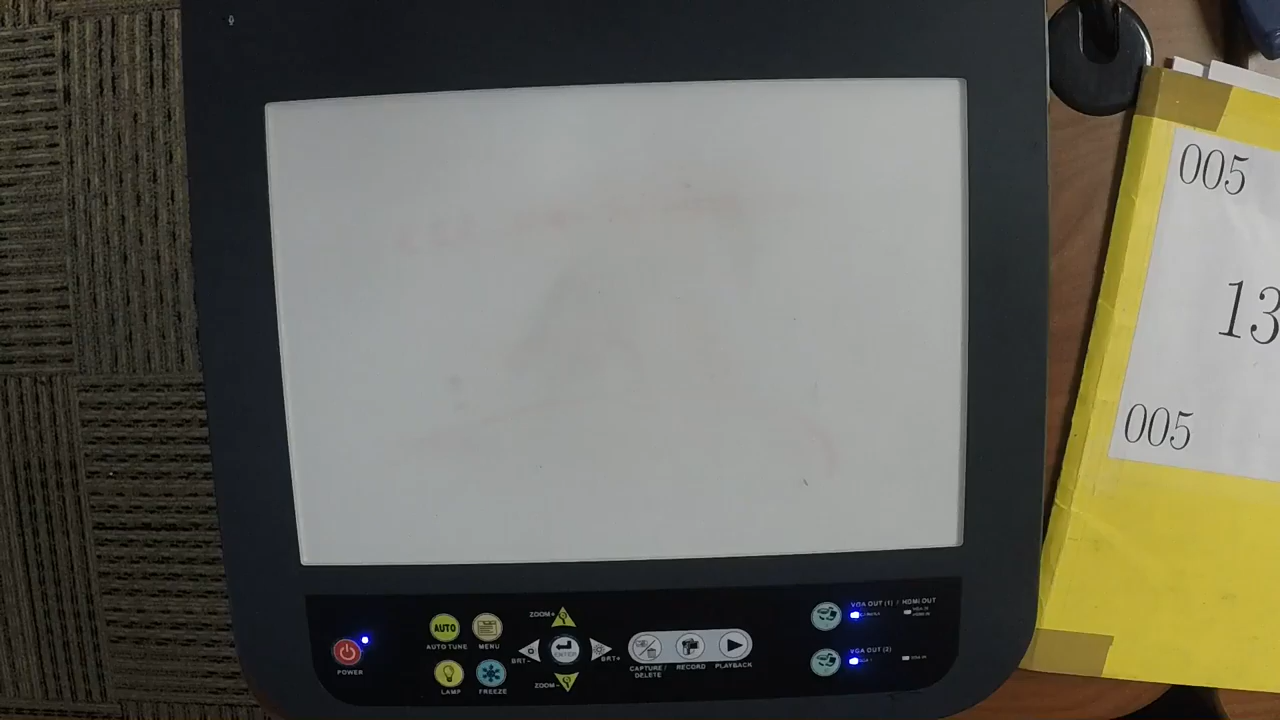 005
13
005
ZOOM+
AUTO
AUTO TUNE
MENU
BRT-
ENTER
BRT+
ZOOM-
POWER
LAMP
FREEZE
CAPTURE / DELETE
RECORD
PLAYBACK
VGA OUT (1) / HDMI OUT
VGA OUT (2)